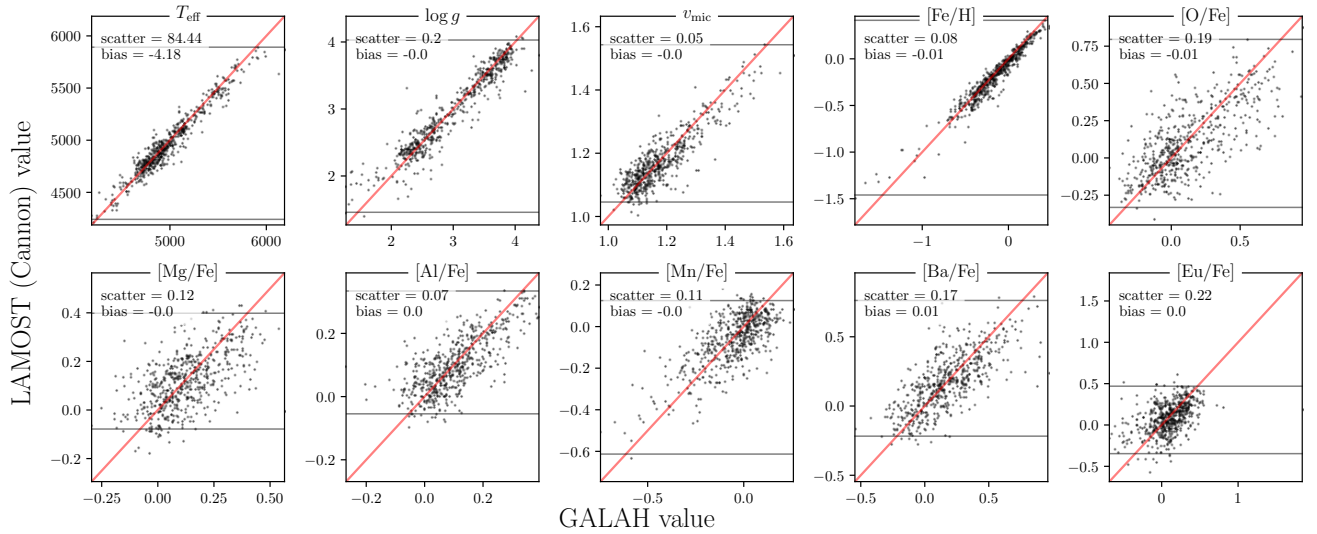 T_eff
scatter = 84.44
bias = -4.18
6000
5500
5000
4500
5000
6000
log g
scatter = 0.2
bias = -0.0
4
3
2
2
3
4
v_mic
scatter = 0.05
bias = -0.0
1.6
1.4
1.2
1.0
1.0
1.2
1.4
1.6
[Fe/H]
scatter = 0.08
bias = -0.01
0.0
−0.5
−1.0
−1.5
−1
0
[O/Fe]
scatter = 0.19
bias = -0.01
0.75
0.50
0.25
0.00
−0.25
0.0
0.5
LAMOST (Cannon) value
[Mg/Fe]
scatter = 0.12
bias = -0.0
0.4
0.2
0.0
−0.2
−0.25
0.00
0.25
0.50
[Al/Fe]
scatter = 0.07
bias = 0.0
0.2
0.0
−0.2
−0.2
0.0
0.2
[Mn/Fe]
scatter = 0.11
bias = -0.0
0.2
0.0
−0.2
−0.4
−0.6
−0.5
0.0
[Ba/Fe]
scatter = 0.17
bias = 0.01
0.5
0.0
−0.5
−0.5
0.0
0.5
[Eu/Fe]
scatter = 0.22
bias = 0.0
1.5
1.0
0.5
0.0
−0.5
0
1
GALAH value